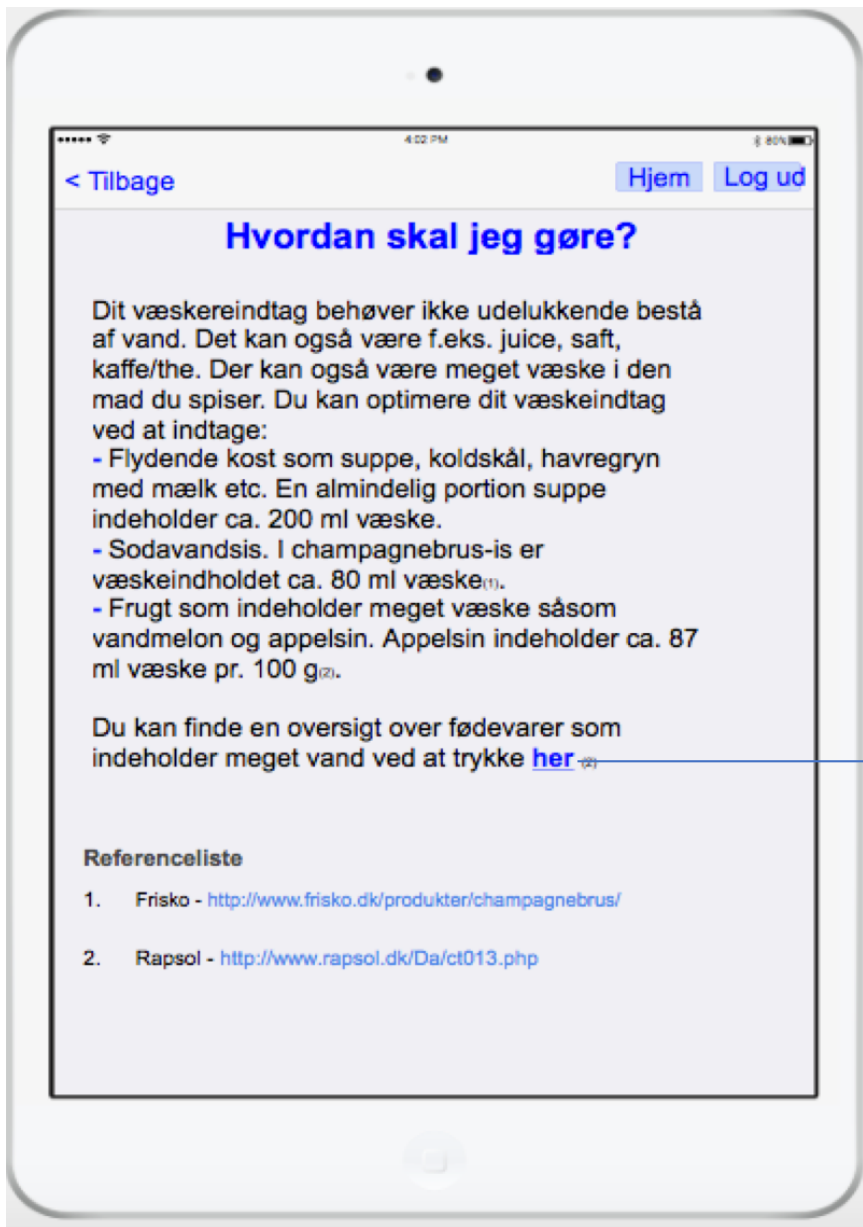 4:02 PM
80%
< Tilbage
Hjem
Log ud
Hvordan skal jeg gøre?
Dit væskereindtag behøver ikke udelukkende bestå
af vand. Det kan også være f.eks. juice, saft,
kaffe/the. Der kan også være meget væske i den
mad du spiser. Du kan optimere dit væskeindtag
ved at indtage:
- Flydende kost som suppe, koldskål, havregryn
med mælk etc. En almindelig portion suppe
indeholder ca. 200 ml væske.
- Sodavandsis. I champagnebrus-is er
væskeindholdet ca. 80 ml væske(1).
- Frugt som indeholder meget væske såsom
vandmelon og appelsin. Appelsin indeholder ca. 87
ml væske pr. 100 g(2).
Du kan finde en oversigt over fødevarer som
indeholder meget vand ved at trykke her (2)
Referenceliste
1. Frisko - http://www.frisko.dk/produkter/champagnebrus/
2. Rapsol - http://www.rapsol.dk/Da/ct013.php